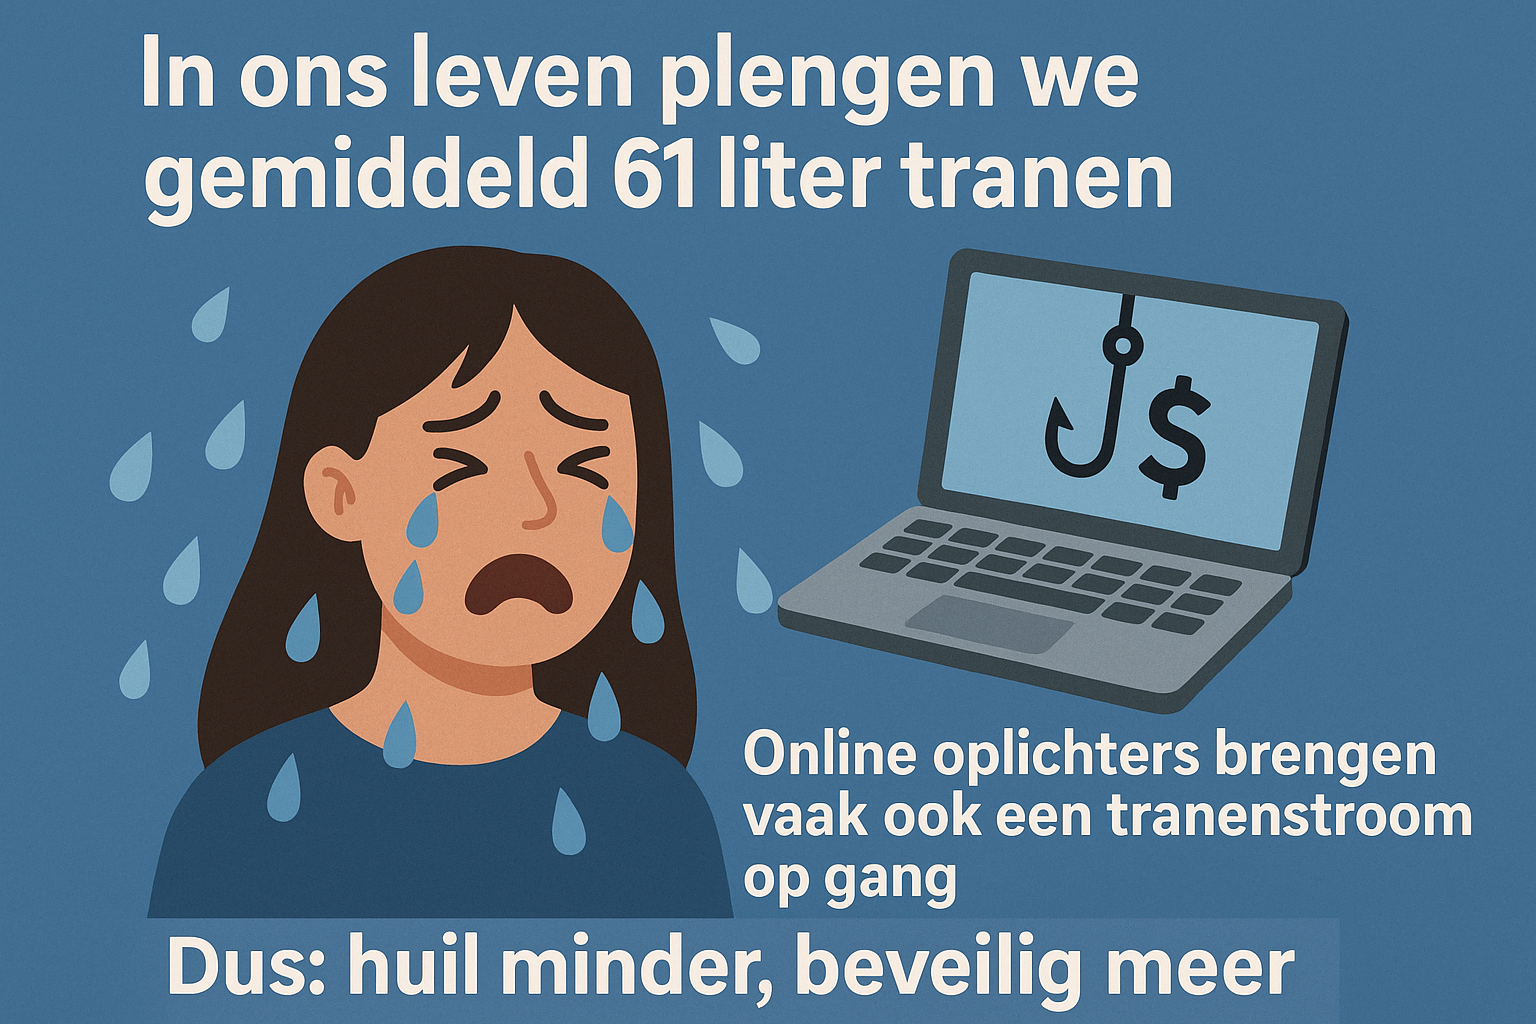 In ons leven plengen we
gemiddeld 61 liter tranen
$
Online oplichters brengen
vaak ook een tranenstroom
op gang
Dus: huil minder, beveilig meer